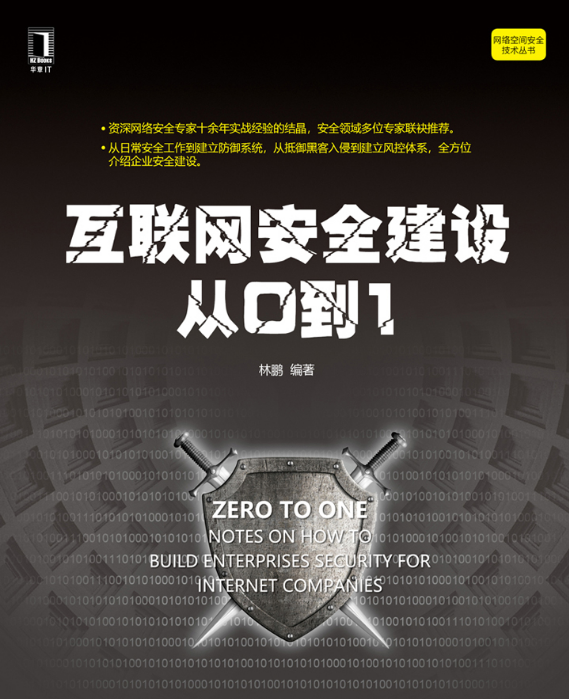 HZ Books
华章IT
网络空间安全
技术丛书
• 资深网络安全专家十余年实战经验的结晶，安全领域多位专家联袂推荐。
• 从日常安全工作到建立防御系统，从抵御黑客入侵到建立风控体系，全方位
介绍企业安全建设。
互联网安全建设
从0到1
林鹏 编著
ZERO TO ONE
NOTES ON HOW TO
BUILD ENTERPRISES SECURITY FOR
INTERNET COMPANIES